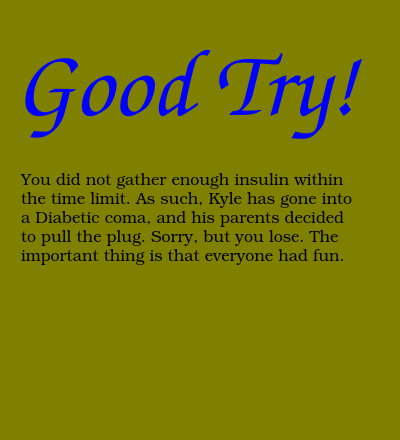 Good Try!
You did not gather enough insulin within
the time limit. As such, Kyle has gone into
a Diabetic coma, and his parents decided
to pull the plug. Sorry, but you lose. The
important thing is that everyone had fun.